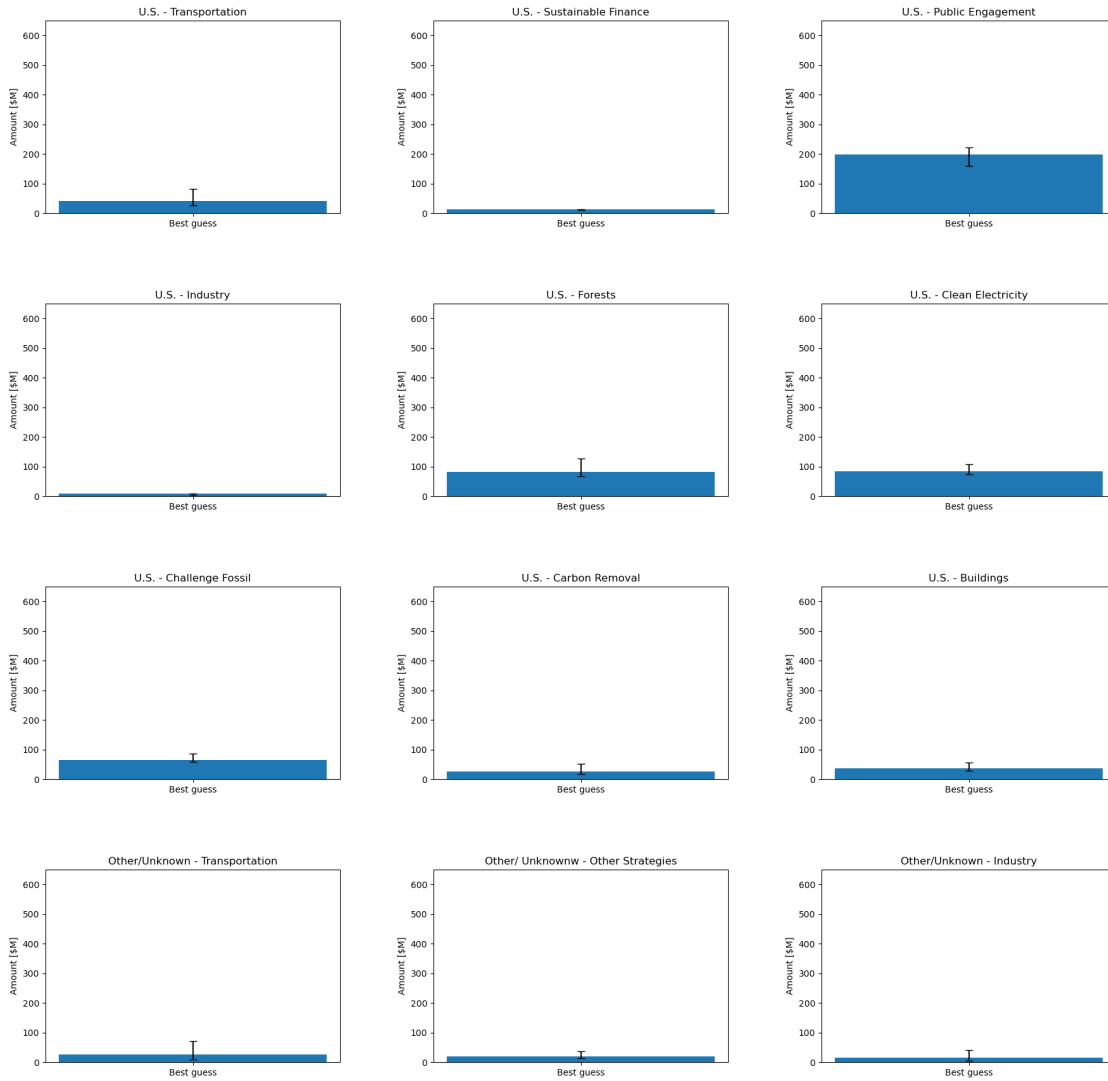 U.S. - Transportation
600
500
400
300
200
100
0
Amount [$M]
Best guess
U.S. - Sustainable Finance
600
500
400
300
200
100
0
Amount [$M]
Best guess
U.S. - Public Engagement
600
500
400
300
200
100
0
Amount [$M]
Best guess
U.S. - Industry
600
500
400
300
200
100
0
Amount [$M]
Best guess
U.S. - Forests
600
500
400
300
200
100
0
Amount [$M]
Best guess
U.S. - Clean Electricity
600
500
400
300
200
100
0
Amount [$M]
Best guess
U.S. - Challenge Fossil
600
500
400
300
200
100
0
Amount [$M]
Best guess
U.S. - Carbon Removal
600
500
400
300
200
100
0
Amount [$M]
Best guess
U.S. - Buildings
600
500
400
300
200
100
0
Amount [$M]
Best guess
Other/Unknown - Transportation
600
500
400
300
200
100
0
Amount [$M]
Best guess
Other/ Unknownw - Other Strategies
600
500
400
300
200
100
0
Amount [$M]
Best guess
Other/Unknown - Industry
600
500
400
300
200
100
0
Amount [$M]
Best guess